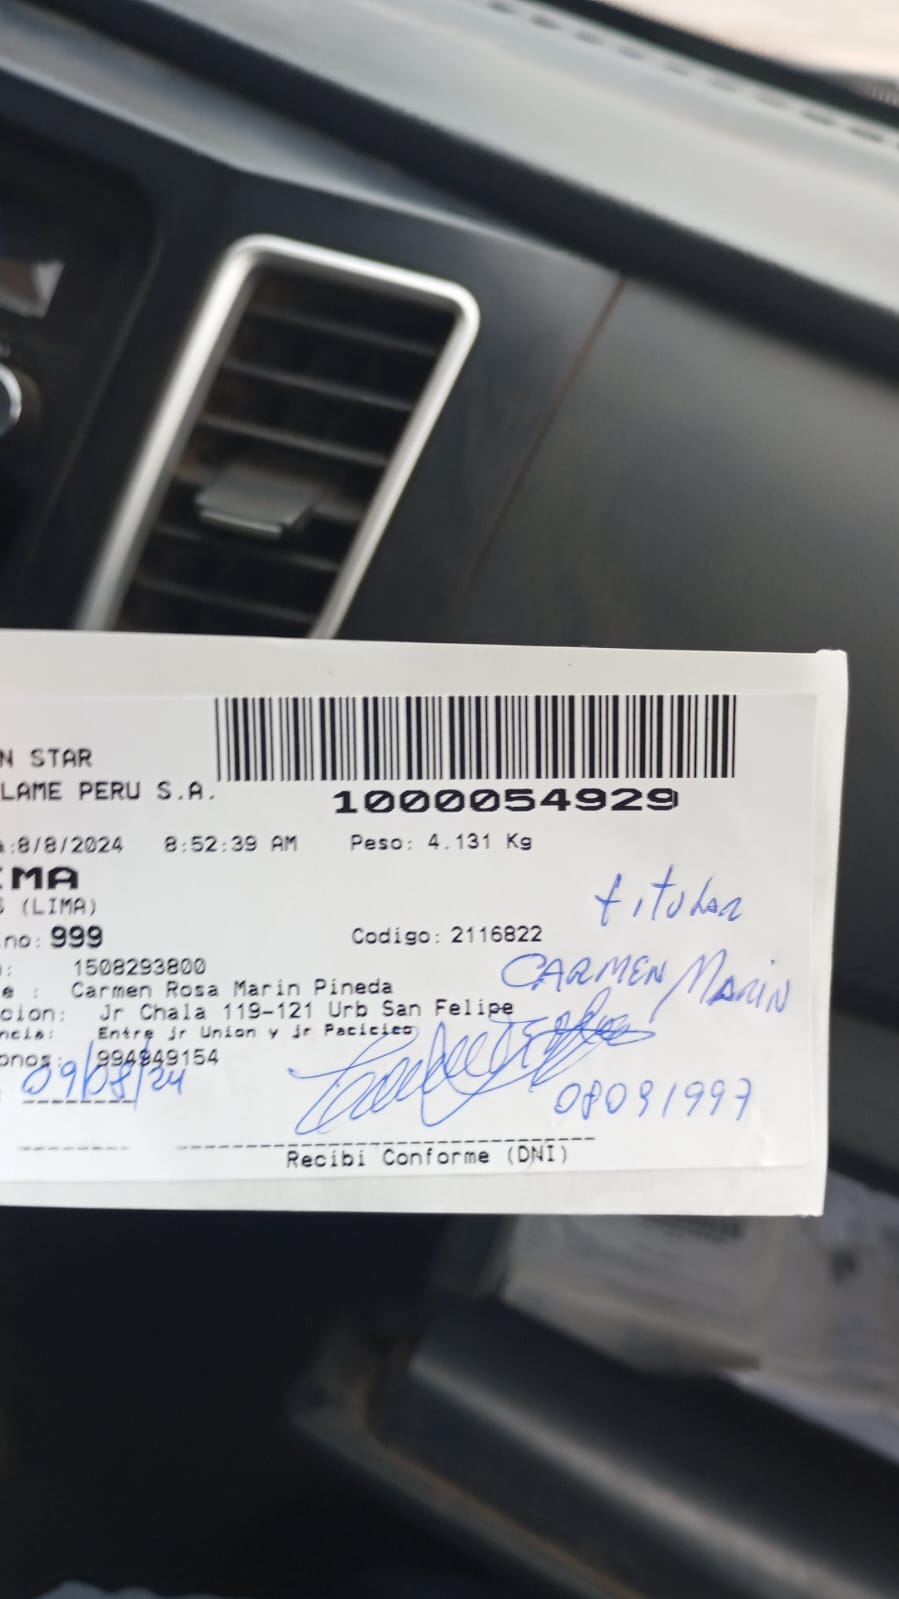 N STAR
LAME PERU S.A.
1000054929
a:8/8/2024 8:52:39 AM Peso: 4.131 Kg
IMA
S (LIMA)
titular
no: 999 Codigo: 2116822
: 1508293800
CARMEN MARIN
e : Carmen Rosa Marin Pineda
cion: Jr Chala 119-121 Urb San Felipe
ncia: Entre jr Union y jr Pacicico
onos: 994949154
09/08/24
08091997
Recibi Conforme (DNI)